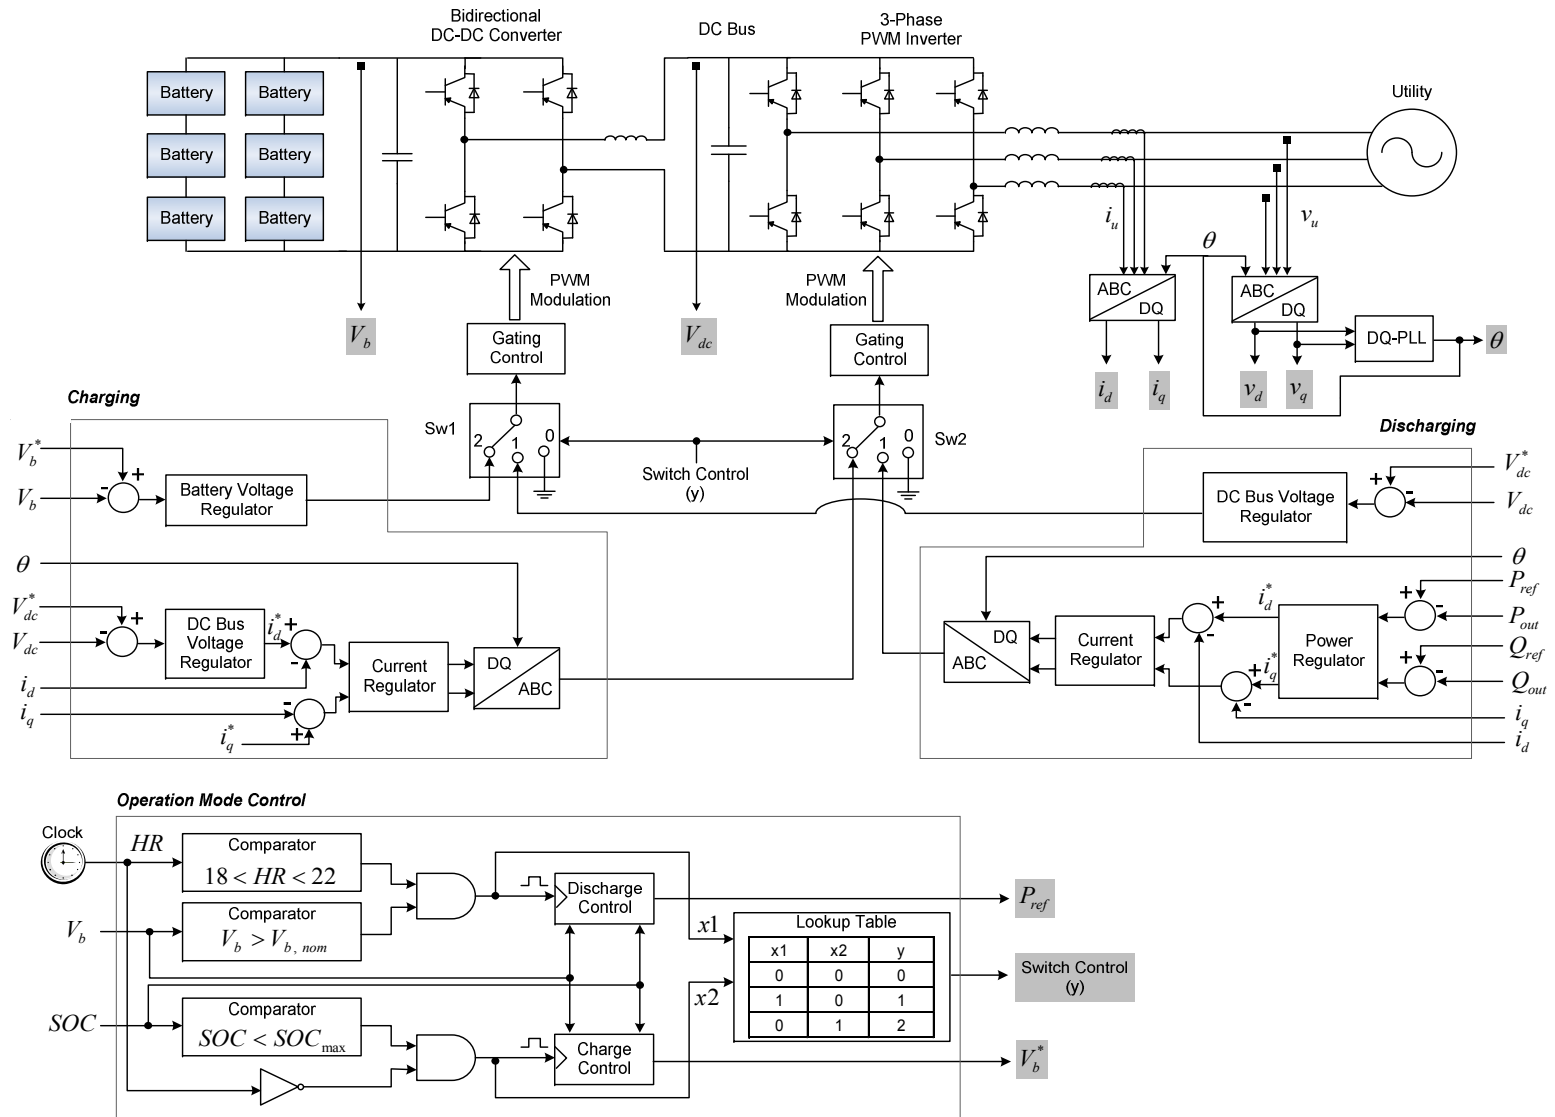 Bidirectional
DC-DC Converter
DC Bus
3-Phase
PWM Inverter
Utility
Battery
Battery
Battery
Battery
Battery
Battery
PWM
Modulation
PWM
Modulation
i_u
v_u
θ
ABC
DQ
ABC
DQ
V_b
V_dc
Gating
Control
Gating
Control
DQ-PLL
θ
i_d
i_q
v_d
v_q
Charging
Discharging
Sw1
2
1
0
Switch Control
(y)
2
1
0
Sw2
V_b^*
+
V_b
-
Battery Voltage
Regulator
DC Bus Voltage
Regulator
V_dc^*
+
-
V_dc
θ
V_dc^*
+
V_dc
-
DC Bus
Voltage
Regulator
i_d^*
+
-
i_d
i_q
-
i_q^*
+
Current
Regulator
DQ
ABC
θ
P_ref
+
-
P_out
Q_ref
+
-
Q_out
i_q
i_d
Power
Regulator
i_d^*
+
-
i_q^*
+
-
Current
Regulator
DQ
ABC
Operation Mode Control
Clock
HR
Comparator
18 < HR < 22
V_b
Comparator
V_b > V_b, nom
Discharge
Control
P_ref
x1
Lookup Table
x1 x2 y
0 0 0
1 0 1
0 1 2
x2
Switch Control
(y)
SOC
Comparator
SOC < SOC_max
Charge
Control
V_b^*